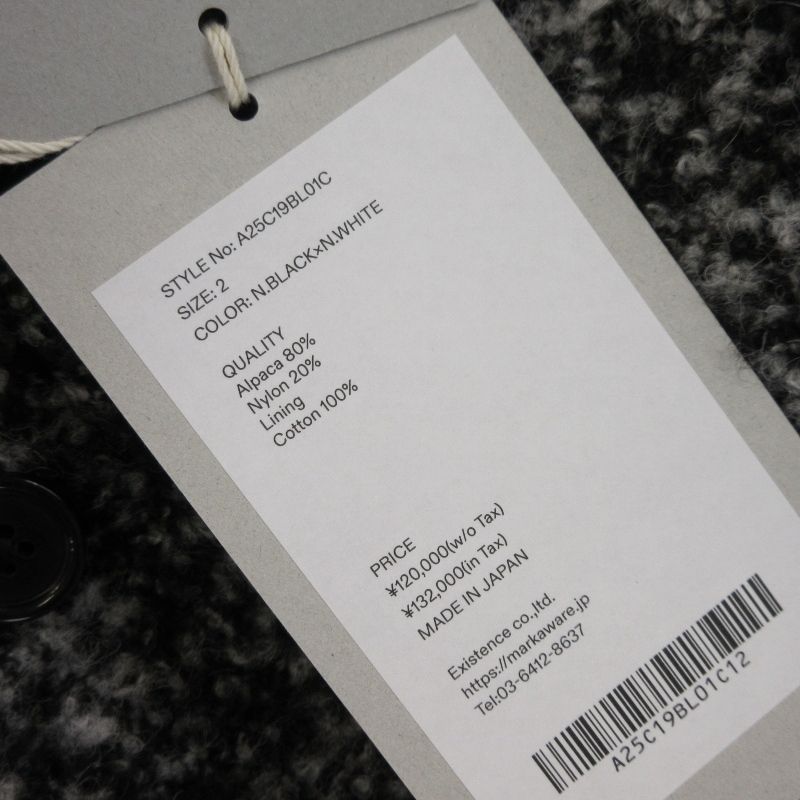 STYLE No: A25C19BL01C
SIZE: 2
COLOR: N.BLACK×N.WHITE
QUALITY
Alpaca 80%
Nylon 20%
Lining
Cotton 100%
PRICE
¥120,000(w/o Tax)
¥132,000(in Tax)
MADE IN JAPAN
Existence co.,ltd.
https://markaware.jp
Tel:03-6412-8637
A25C19BL01C12